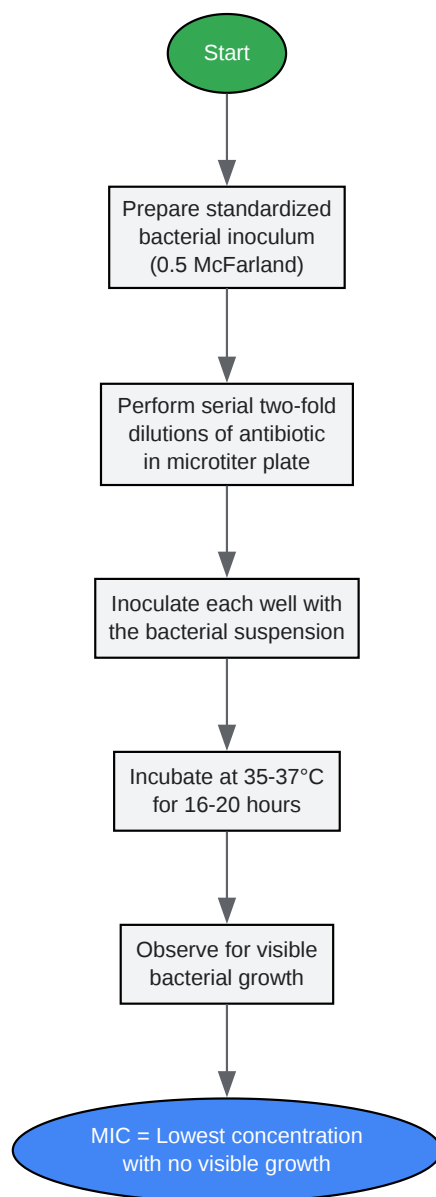 Start
Prepare standardized
bacterial inoculum
(0.5 McFarland)
Perform serial two-fold
dilutions of antibiotic
in microtiter plate
Inoculate each well with
the bacterial suspension
Incubate at 35-37°C
for 16-20 hours
Observe for visible
bacterial growth
MIC = Lowest concentration
with no visible growth